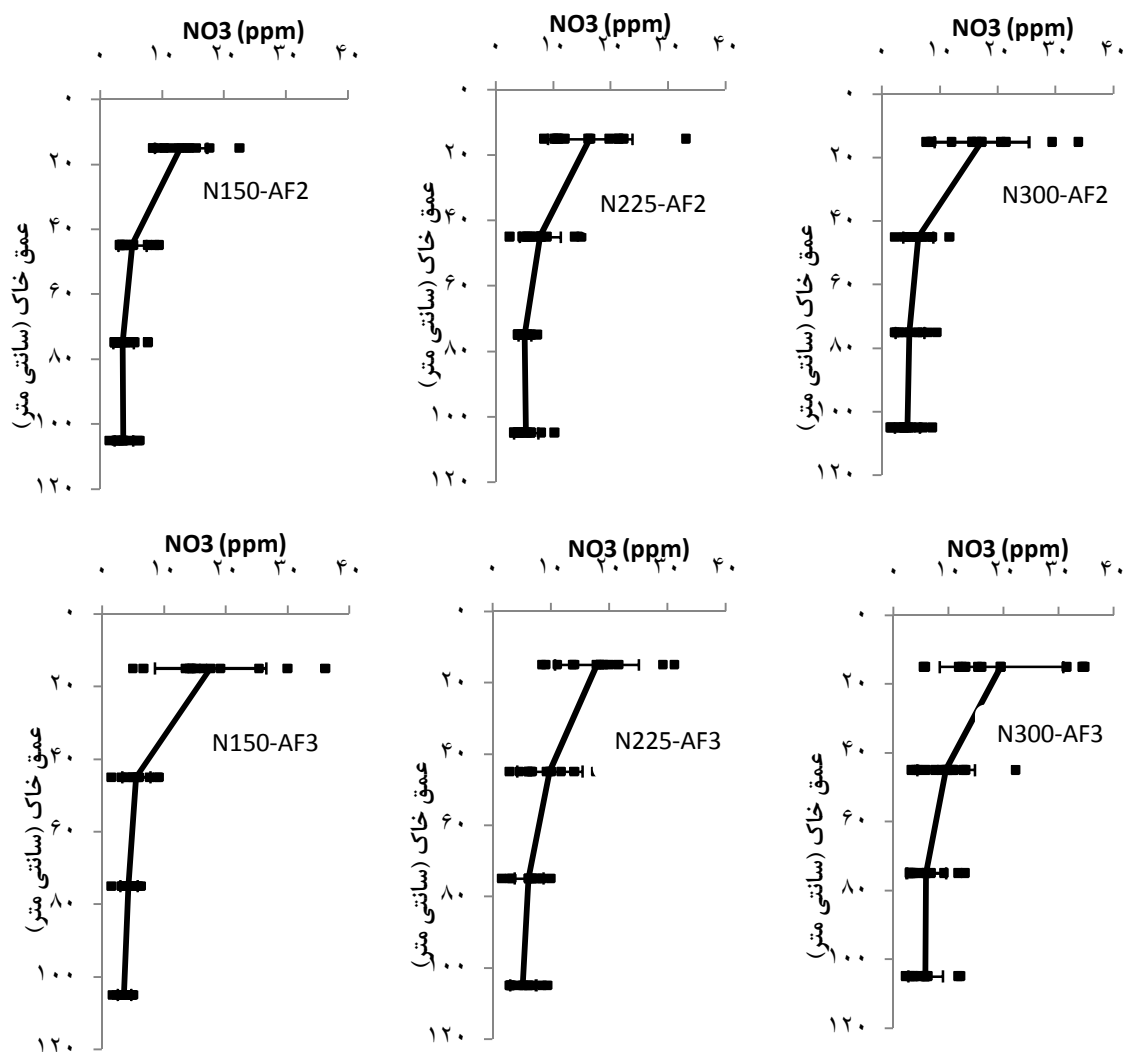 NO3 (ppm)
۰ ۱۰ ۲۰ ۳۰ ۴۰
۰
۲۰
۴۰
۶۰
۸۰
۱۰۰
۱۲۰
عمق خاک (سانتی متر)
N150-AF2
NO3 (ppm)
۰ ۱۰ ۲۰ ۳۰ ۴۰
۰
۲۰
۴۰
۶۰
۸۰
۱۰۰
۱۲۰
عمق خاک (سانتی متر)
N225-AF2
NO3 (ppm)
۰ ۱۰ ۲۰ ۳۰ ۴۰
۰
۲۰
۴۰
۶۰
۸۰
۱۰۰
۱۲۰
عمق خاک (سانتی متر)
N300-AF2
NO3 (ppm)
۰ ۱۰ ۲۰ ۳۰ ۴۰
۰
۲۰
۴۰
۶۰
۸۰
۱۰۰
۱۲۰
عمق خاک (سانتی متر)
N150-AF3
NO3 (ppm)
۰ ۱۰ ۲۰ ۳۰ ۴۰
۰
۲۰
۴۰
۶۰
۸۰
۱۰۰
۱۲۰
عمق خاک (سانتی متر)
N225-AF3
NO3 (ppm)
۰ ۱۰ ۲۰ ۳۰ ۴۰
۰
۲۰
۴۰
۶۰
۸۰
۱۰۰
۱۲۰
عمق خاک (سانتی متر)
N300-AF3